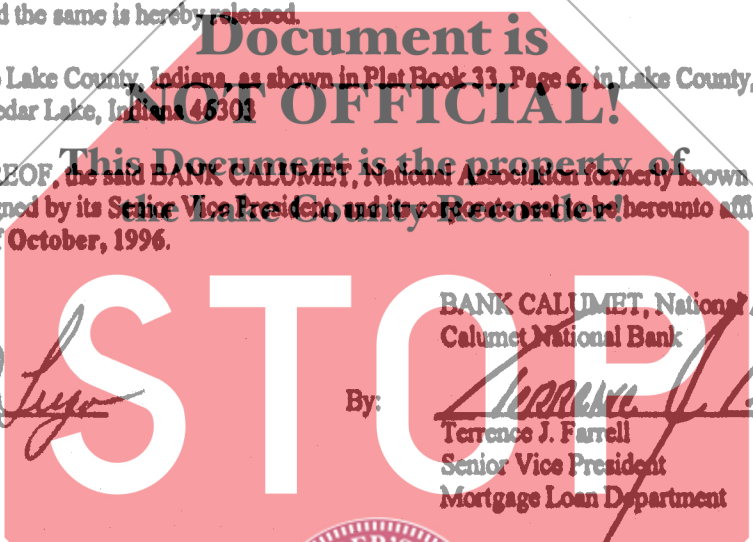 d the same is hereby released.
Document is
Lake County, Indiana, as shown in Plat Book 33, Page 6, in Lake County,
NOT OFFICIAL!
edar Lake, Indiana 46303
This Document is the property of
EOF, the said BANK CALUMET, National Association formerly known
the Lake County Recorder!
ned by its Senior Vice President, and its corporate seal to be hereunto affi
October, 1996.
STOP
BANK CALUMET, National
Calumet National Bank
By:
Terrence J. Farrell
Senior Vice President
Mortgage Loan Department